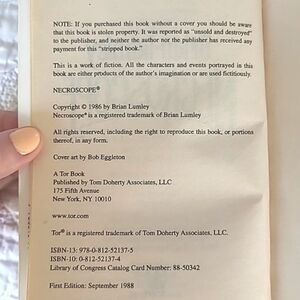 NOTE: If you purchased this book without a cover you should be aware
that this book is stolen property. It was reported as "unsold and destroyed"
to the publisher, and neither the author nor the publisher has received any
payment for this "stripped book."
This is a work of fiction. All the characters and events portrayed in this
book are either products of the author's imagination or are used fictitiously.
NECROSCOPE®
Copyright © 1986 by Brian Lumley
Necroscope® is a registered trademark of Brian Lumley
All rights reserved, including the right to reproduce this book, or portions
thereof, in any form.
Cover art by Bob Eggleton
A Tor Book
Published by Tom Doherty Associates, LLC
175 Fifth Avenue
New York, NY 10010
www.tor.com
Tor® is a registered trademark of Tom Doherty Associates, LLC.
ISBN-13: 978-0-812-52137-5
ISBN-10: 0-812-52137-4
Library of Congress Catalog Card Number: 88-50342
First Edition: September 1988